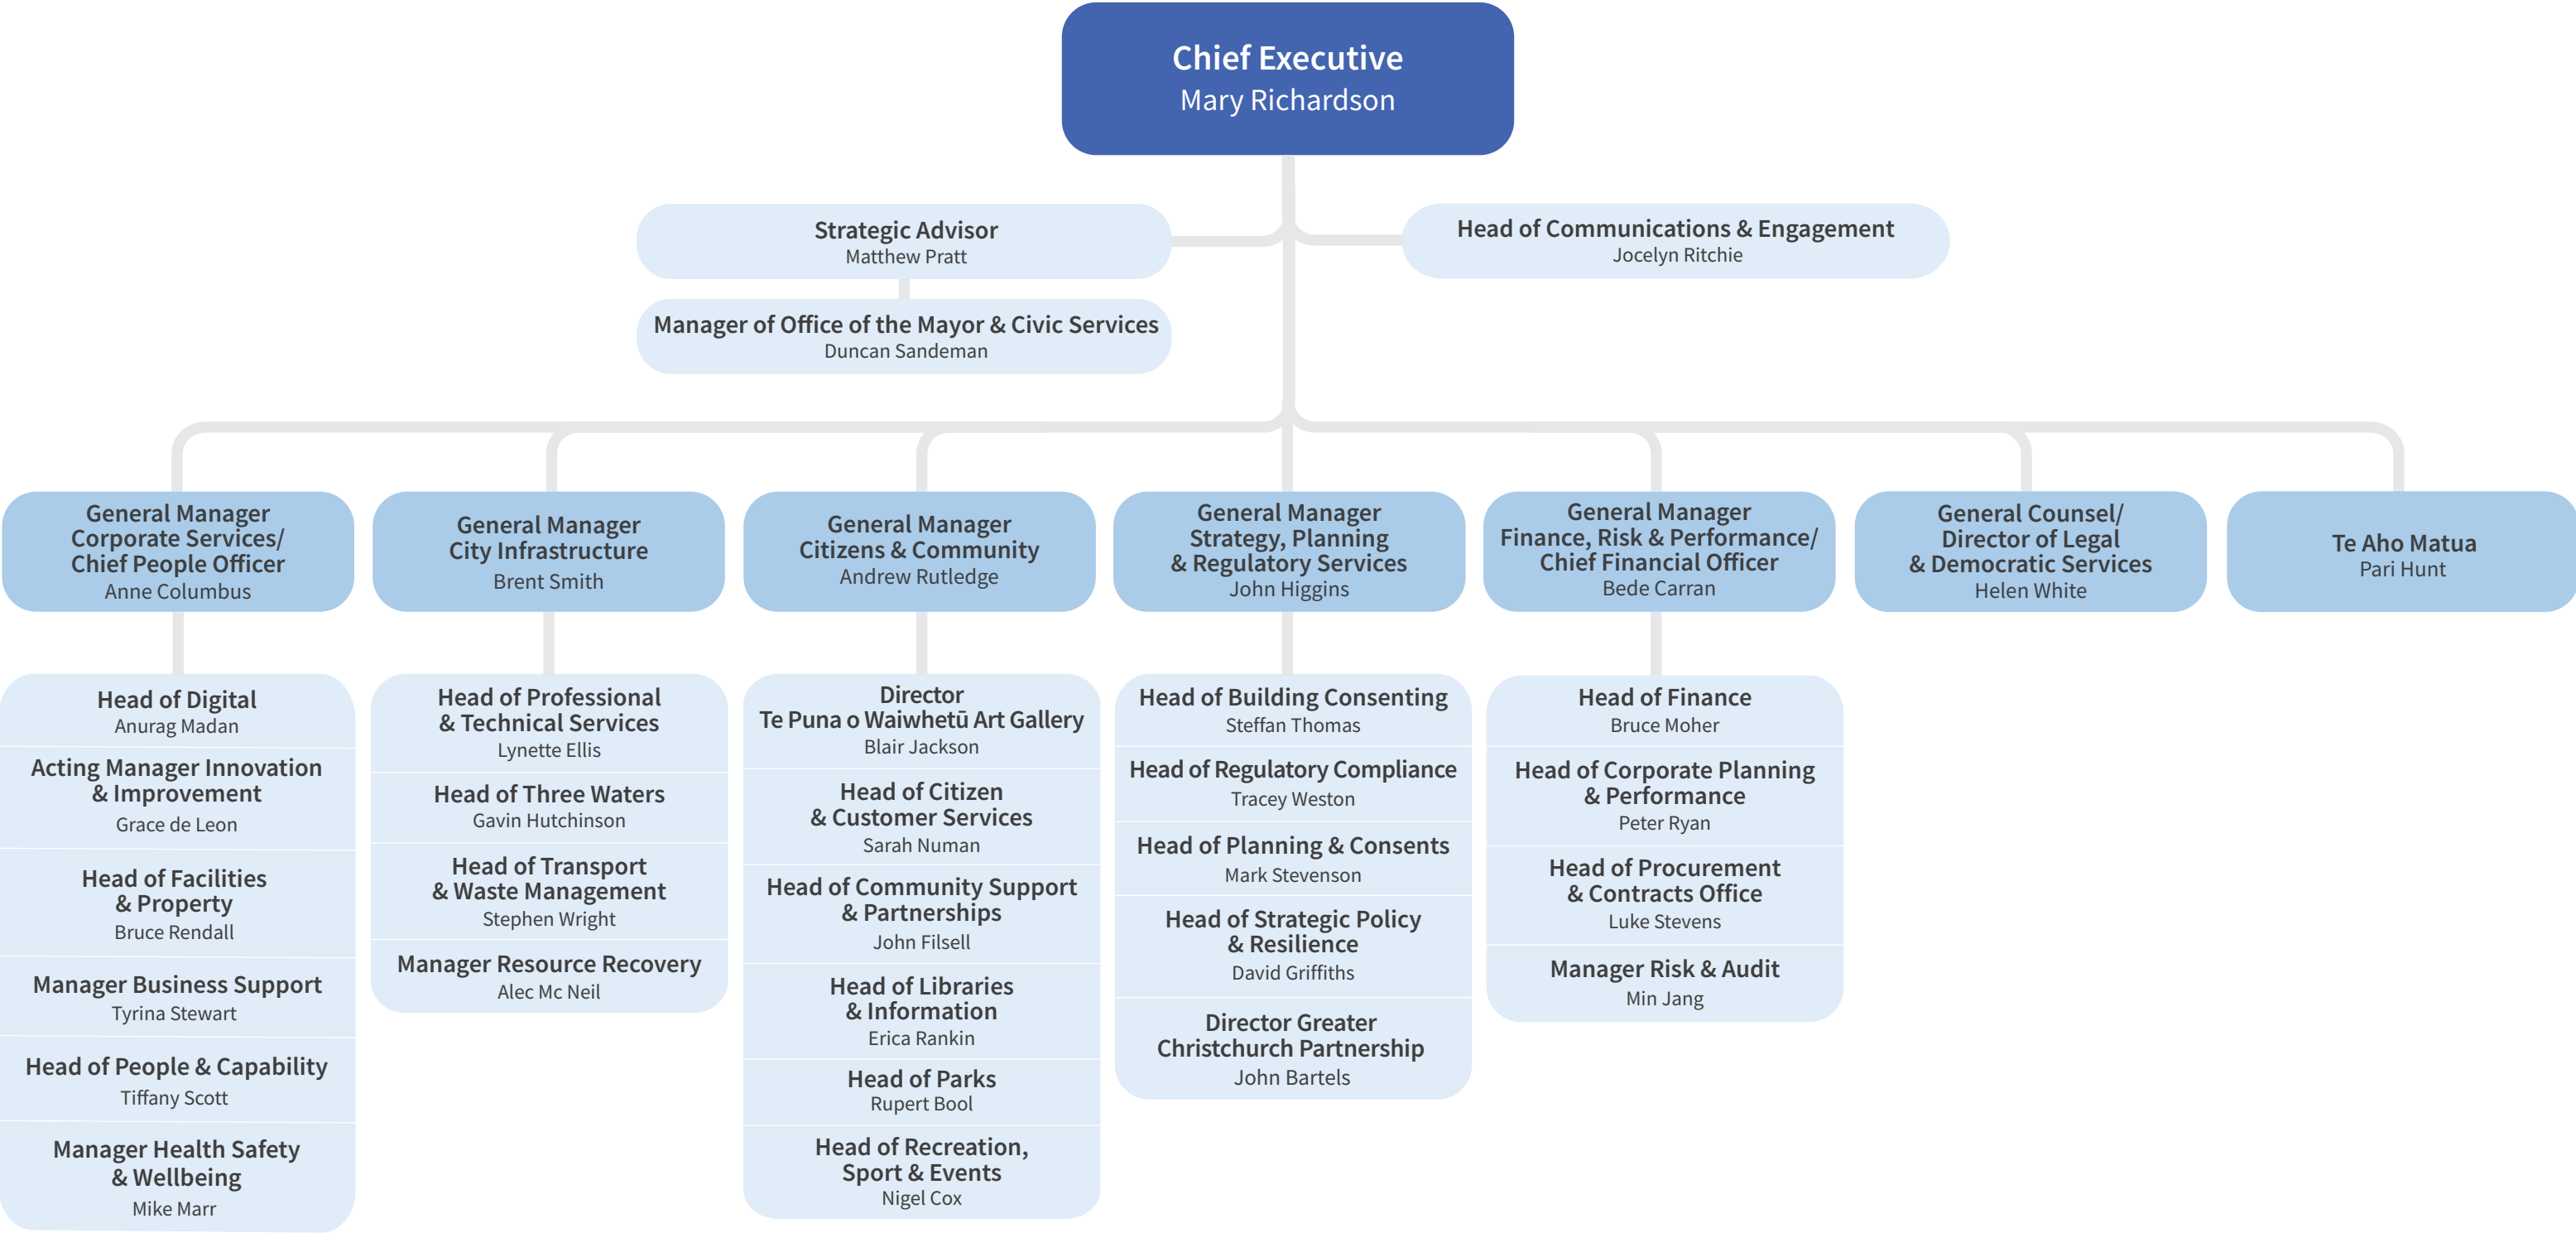 Chief Executive
Mary Richardson
Strategic Advisor
Matthew Pratt
Head of Communications & Engagement
Jocelyn Ritchie
Manager of Office of the Mayor & Civic Services
Duncan Sandeman
General Manager
Corporate Services/
Chief People Officer
Anne Columbus
General Manager
City Infrastructure
Brent Smith
General Manager
Citizens & Community
Andrew Rutledge
General Manager
Strategy, Planning
& Regulatory Services
John Higgins
General Manager
Finance, Risk & Performance/
Chief Financial Officer
Bede Carran
General Counsel/
Director of Legal
& Democratic Services
Helen White
Te Aho Matua
Pari Hunt
Head of Digital
Anurag Madan
Acting Manager Innovation
& Improvement
Grace de Leon
Head of Facilities
& Property
Bruce Rendall
Manager Business Support
Tyrina Stewart
Head of People & Capability
Tiffany Scott
Manager Health Safety
& Wellbeing
Mike Marr
Head of Professional
& Technical Services
Lynette Ellis
Head of Three Waters
Gavin Hutchinson
Head of Transport
& Waste Management
Stephen Wright
Manager Resource Recovery
Alec Mc Neil
Director
Te Puna o Waiwhetū Art Gallery
Blair Jackson
Head of Citizen
& Customer Services
Sarah Numan
Head of Community Support
& Partnerships
John Filsell
Head of Libraries
& Information
Erica Rankin
Head of Parks
Rupert Bool
Head of Recreation,
Sport & Events
Nigel Cox
Head of Building Consenting
Steffan Thomas
Head of Regulatory Compliance
Tracey Weston
Head of Planning & Consents
Mark Stevenson
Head of Strategic Policy
& Resilience
David Griffiths
Director Greater
Christchurch Partnership
John Bartels
Head of Finance
Bruce Moher
Head of Corporate Planning
& Performance
Peter Ryan
Head of Procurement
& Contracts Office
Luke Stevens
Manager Risk & Audit
Min Jang